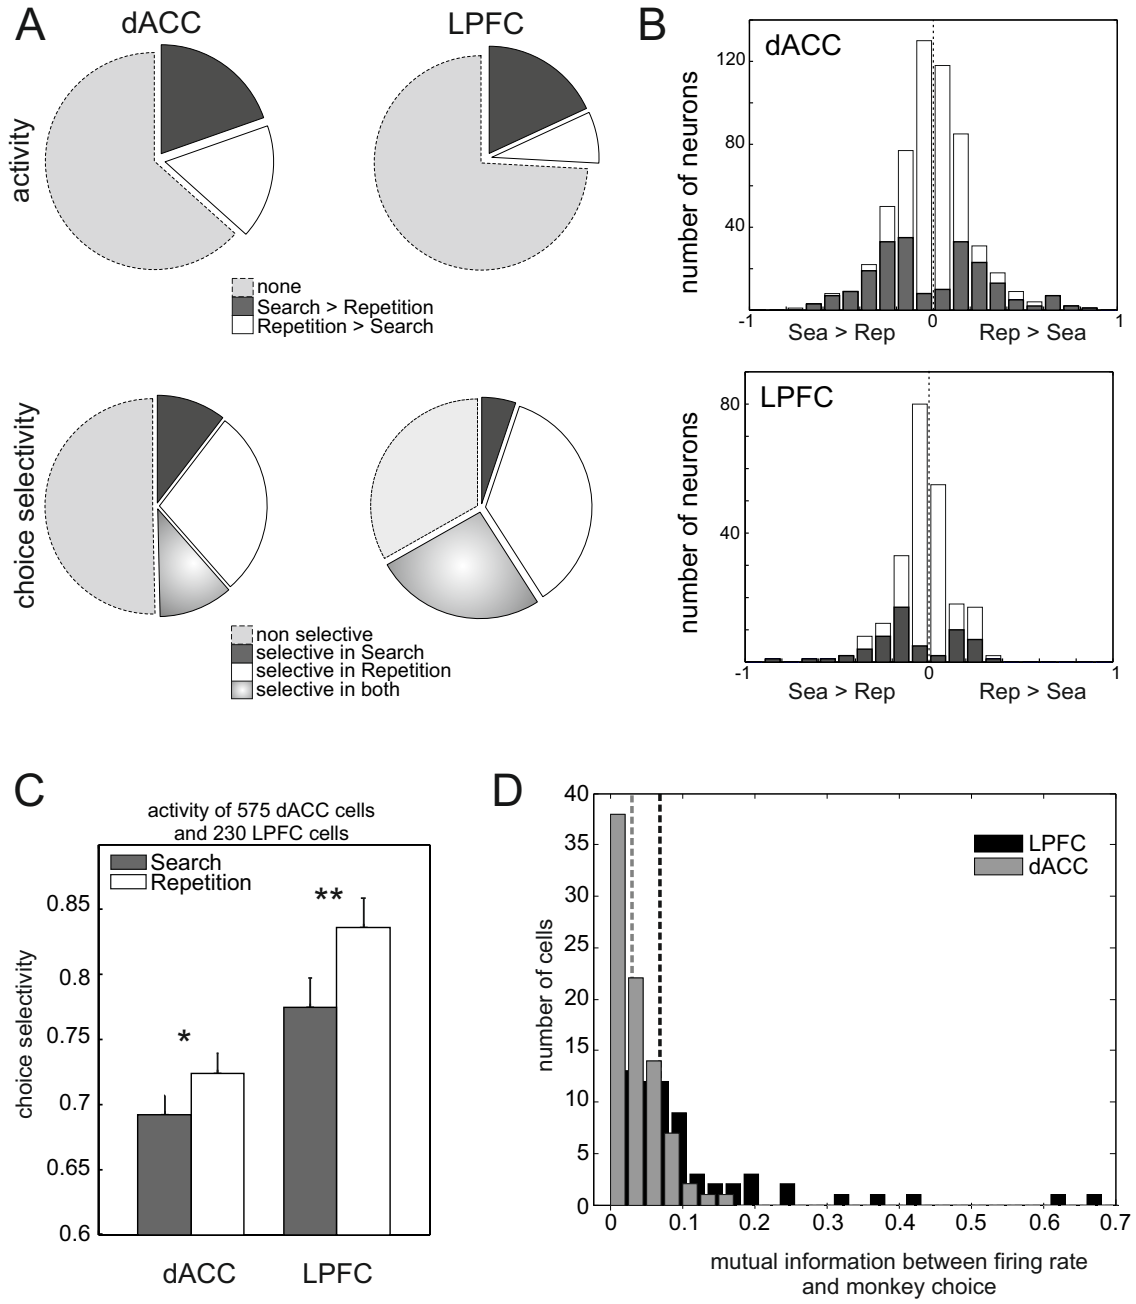 A
dACC
LPFC
activity
none
Search > Repetition
Repetition > Search
choice selectivity
non selective
selective in Search
selective in Repetition
selective in both
B
dACC
number of neurons
120
80
40
-1
0
1
Sea > Rep
Rep > Sea
LPFC
number of neurons
80
40
-1
0
1
Sea > Rep
Rep > Sea
C
activity of 575 dACC cells
and 230 LPFC cells
Search
Repetition
choice selectivity
0.85
0.8
0.75
0.7
0.65
0.6
*
**
dACC
LPFC
D
LPFC
dACC
number of cells
40
35
30
25
20
15
10
5
0
0
0.1
0.2
0.3
0.4
0.5
0.6
0.7
mutual information between firing rate
and monkey choice